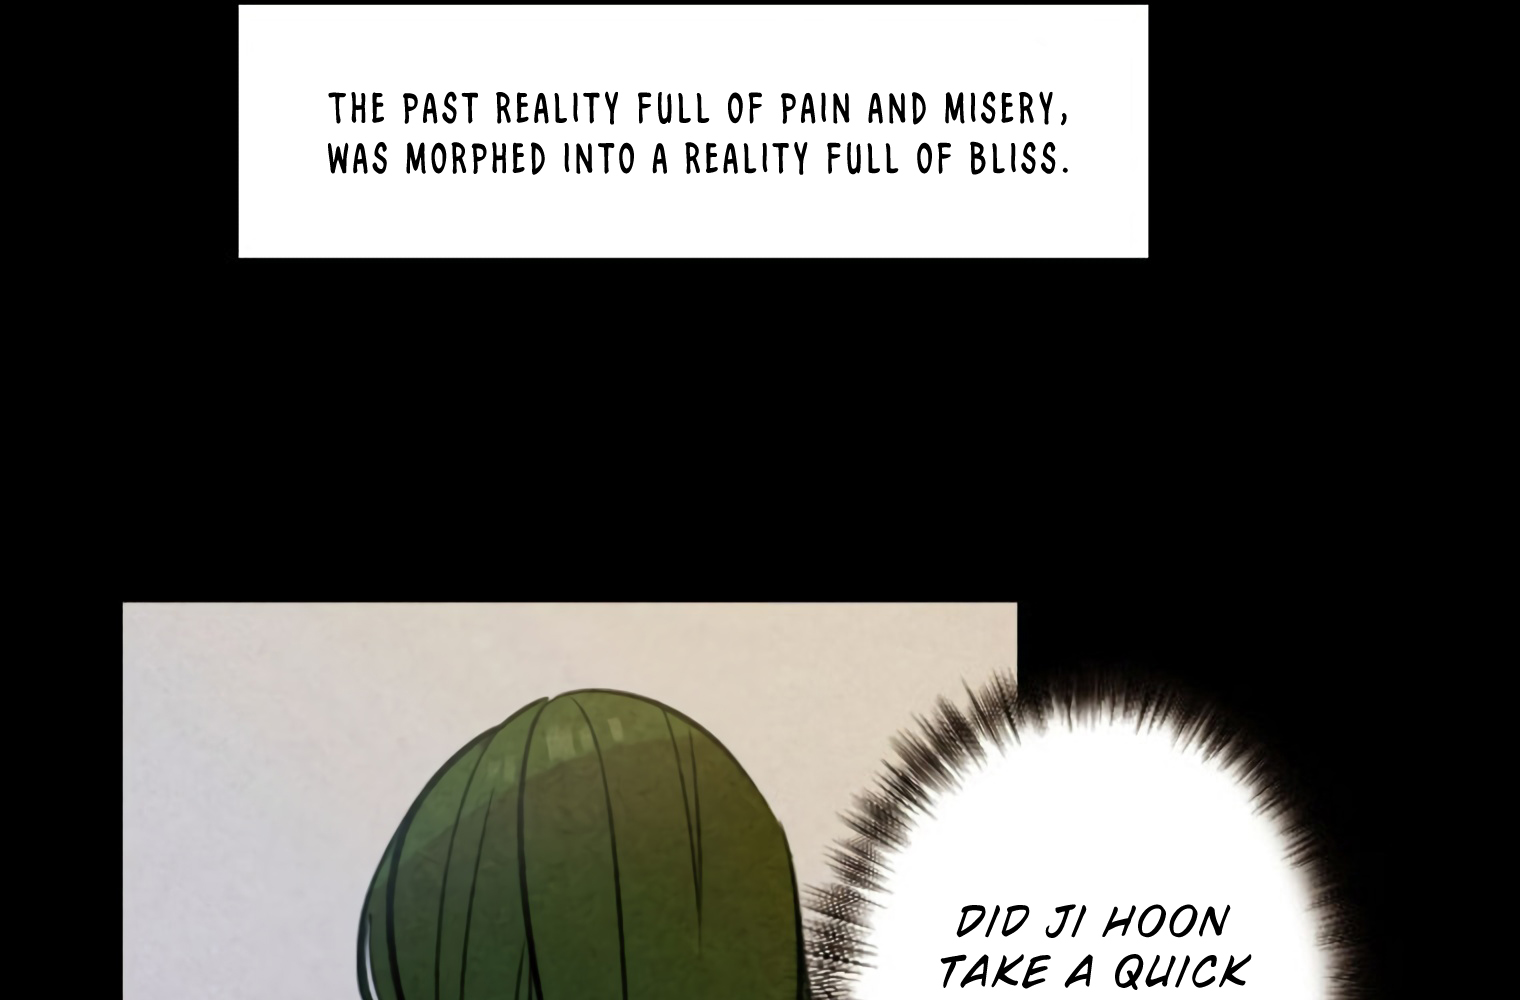 THE PAST REALITY FULL OF PAIN AND MISERY,
WAS MORPHED INTO A REALITY FULL OF BLISS.
DID JI HOON
TAKE A QUICK